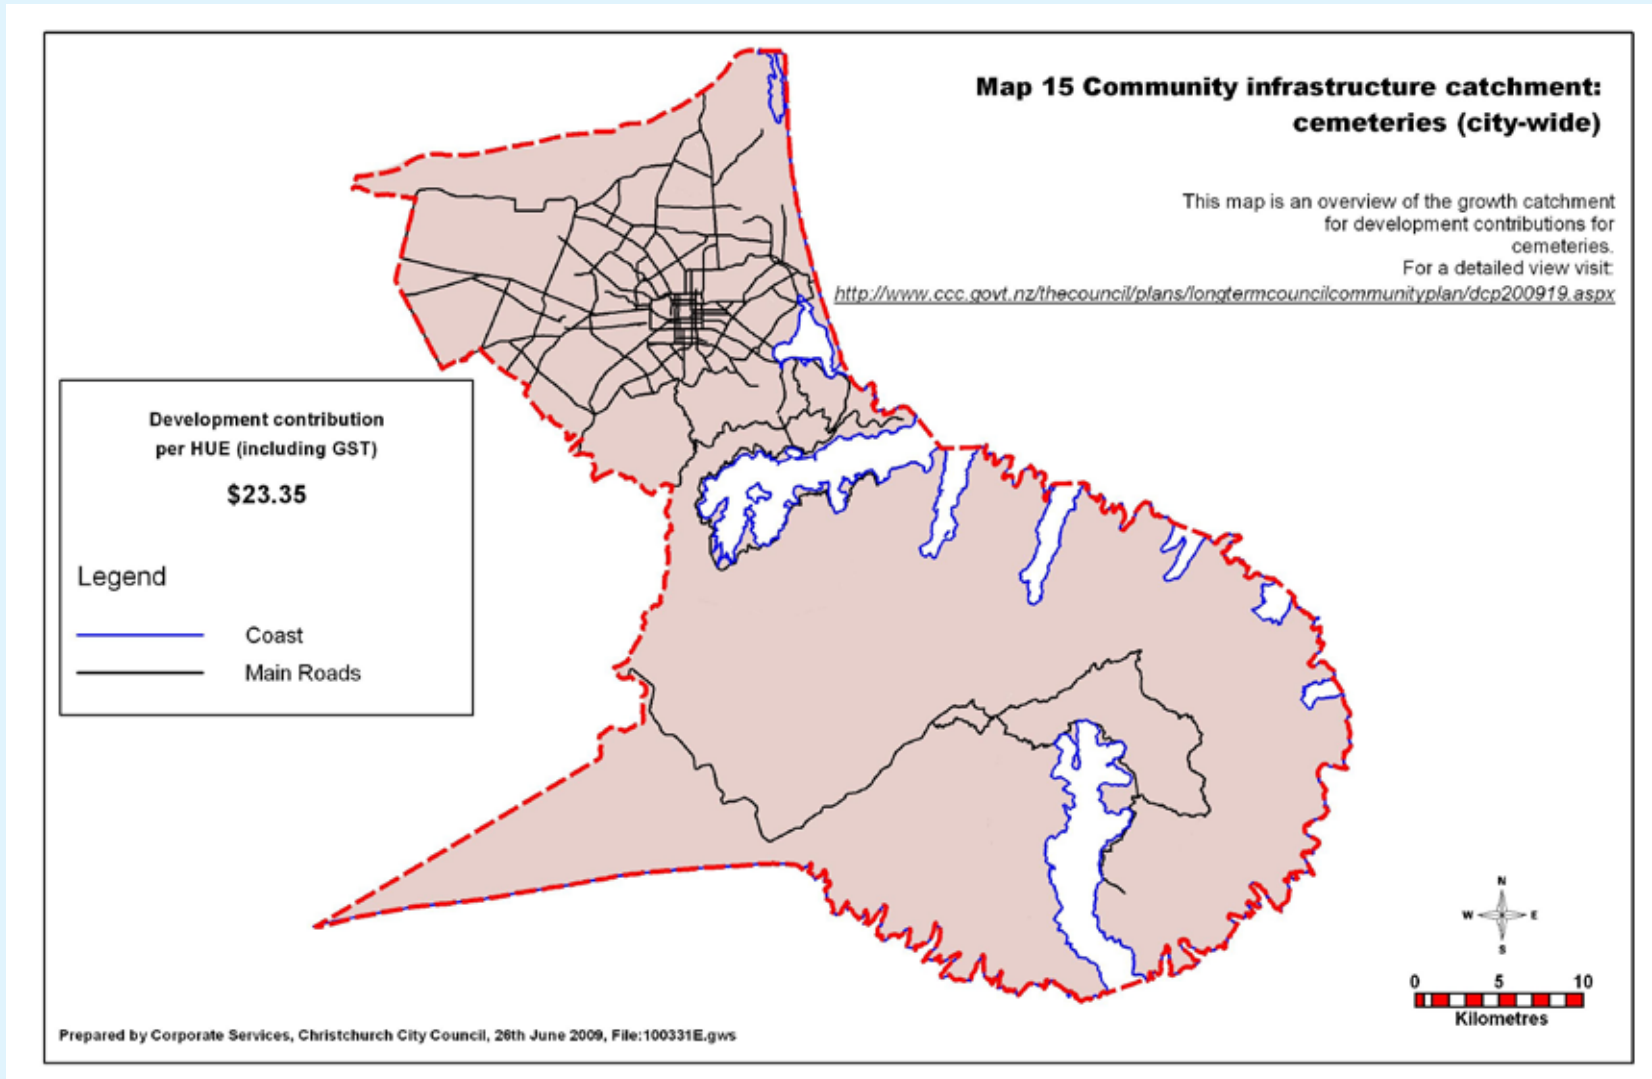 Map 15 Community infrastructure catchment:
cemeteries (city-wide)
This map is an overview of the growth catchment
for development contributions for
cemeteries.
For a detailed view visit:
http://www.ccc.govt.nz/thecouncil/plans/longtermcouncilcommunityplan/dcp200919.aspx
Development contribution
per HUE (including GST)
$23.35
Legend
Coast
Main Roads
N
W E
S
0 5 10
Kilometres
Prepared by Corporate Services, Christchurch City Council, 26th June 2009, File:100331E.gws